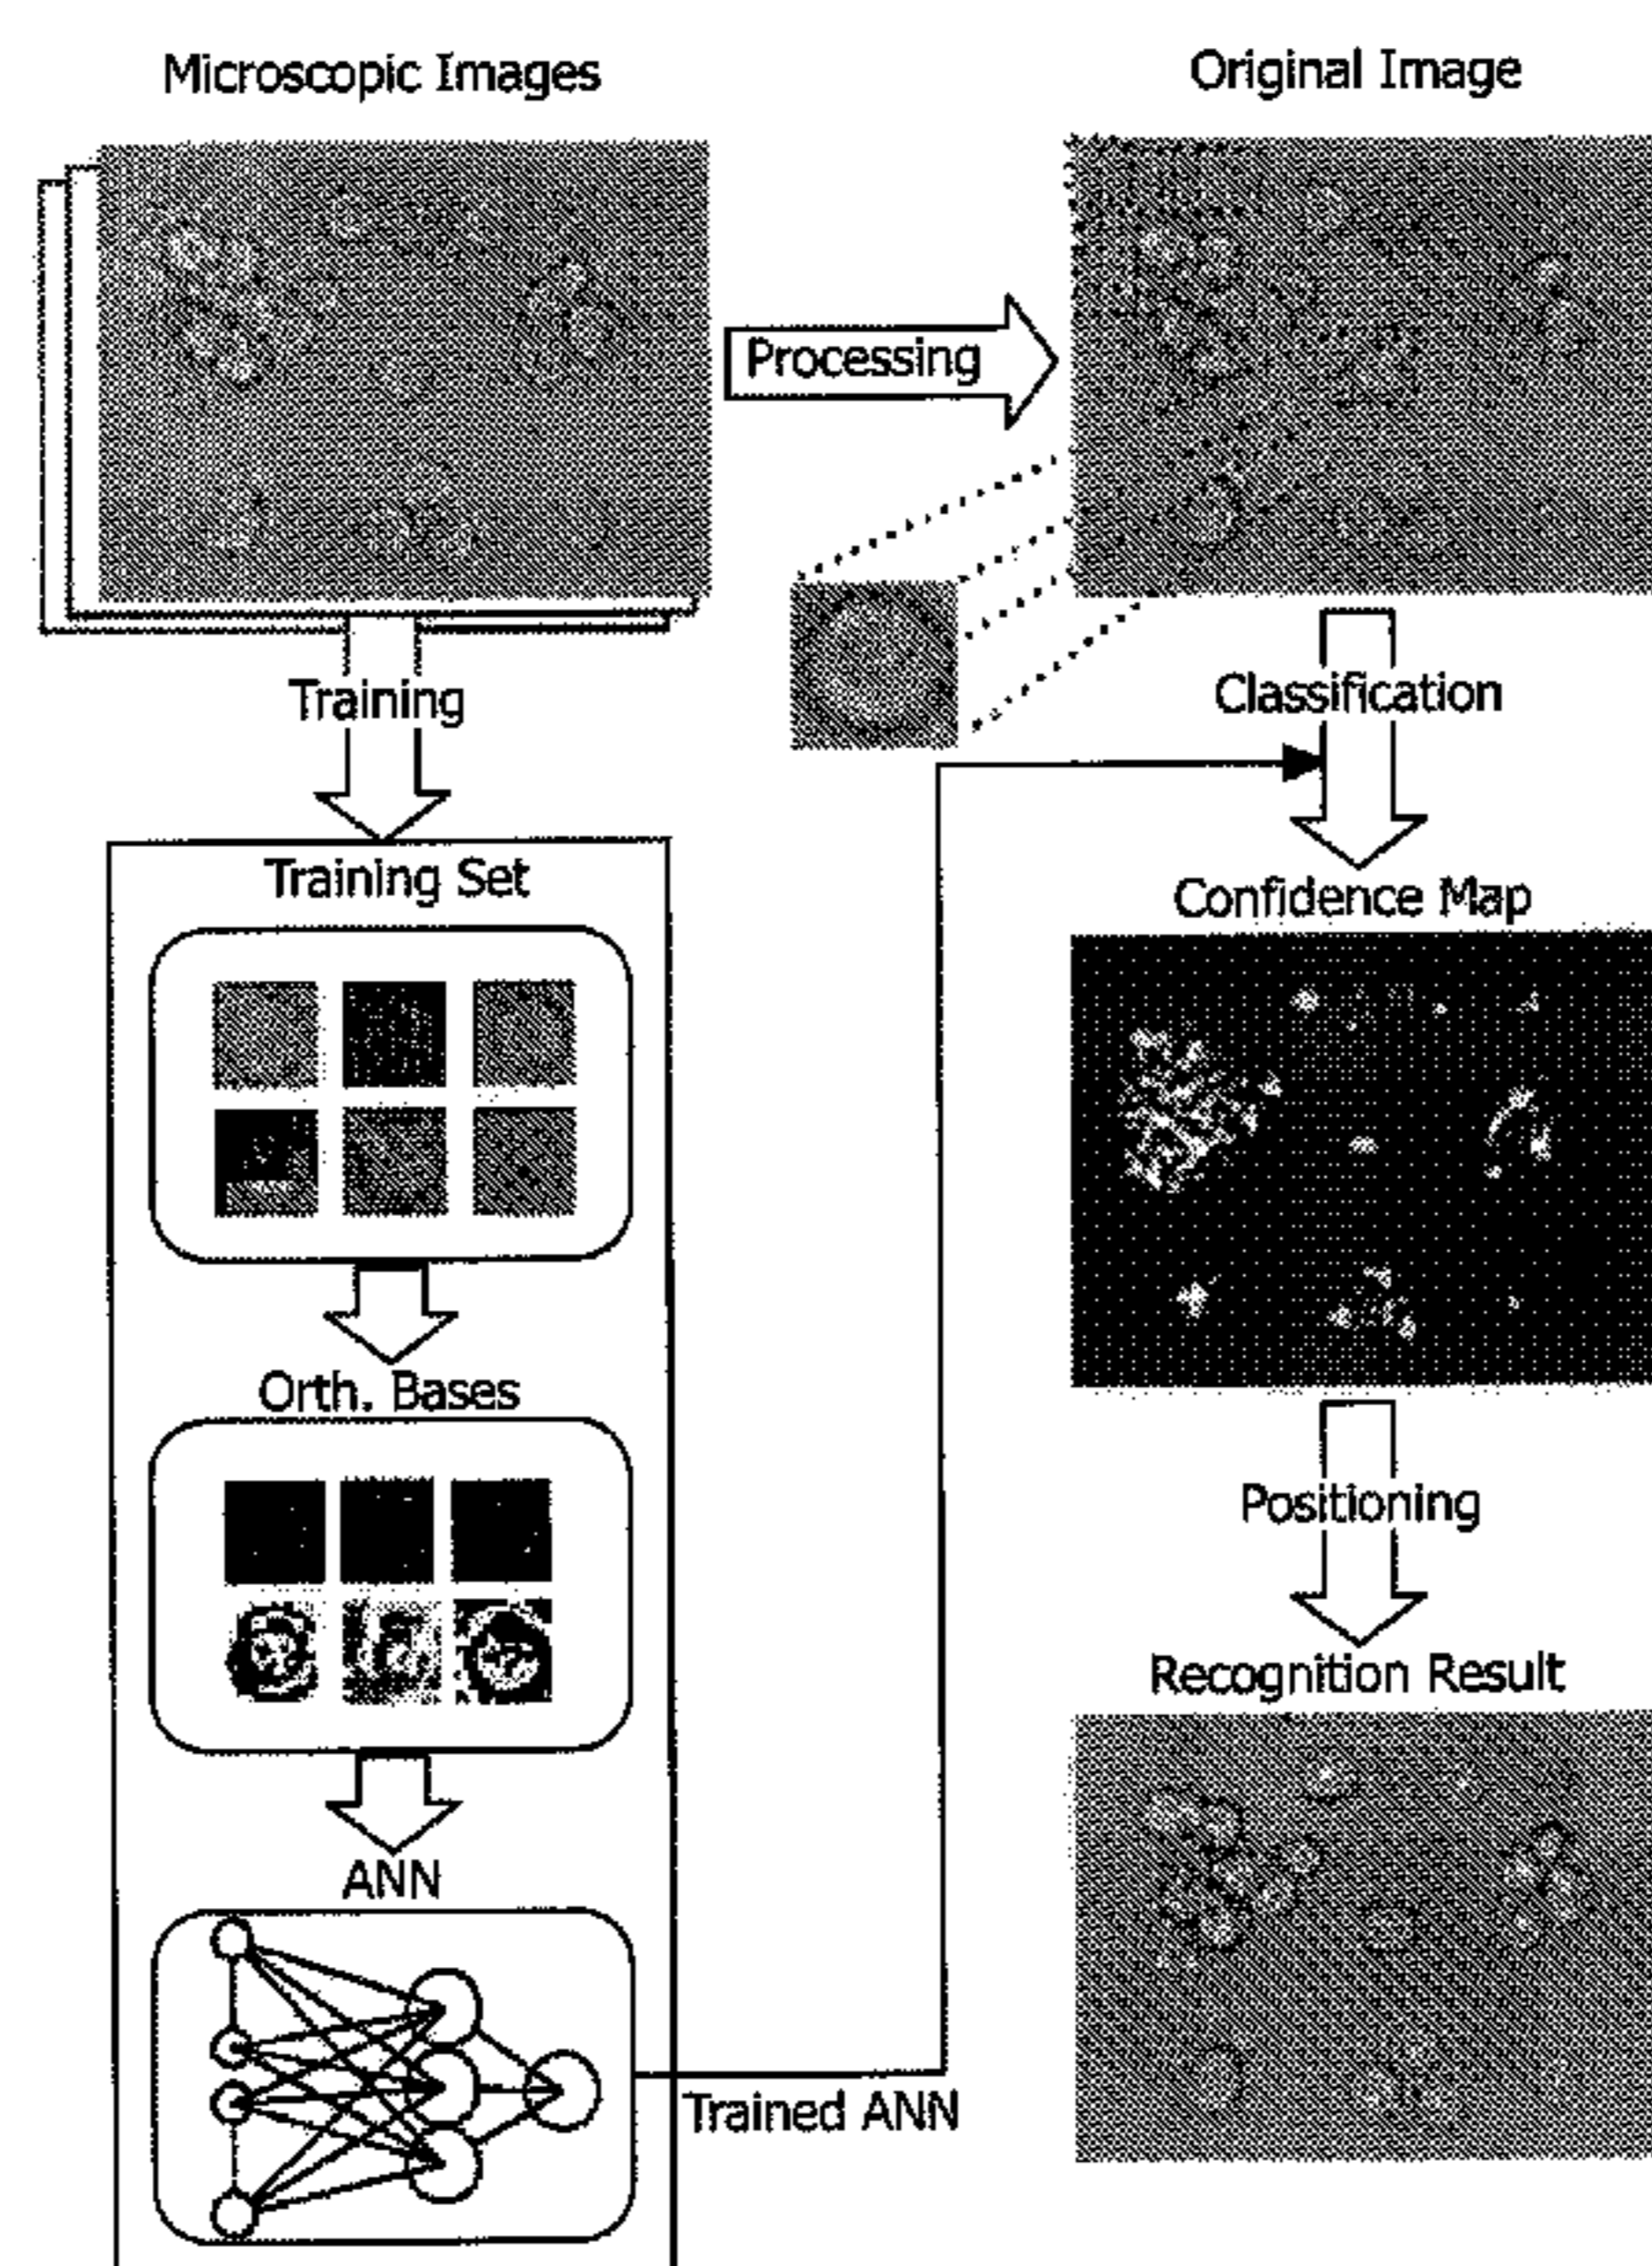 Microscopic Images
Original Image
Processing
Training
Classification
Training Set
Confidence Map
Orth. Bases
Positioning
Recognition Result
ANN
Trained ANN